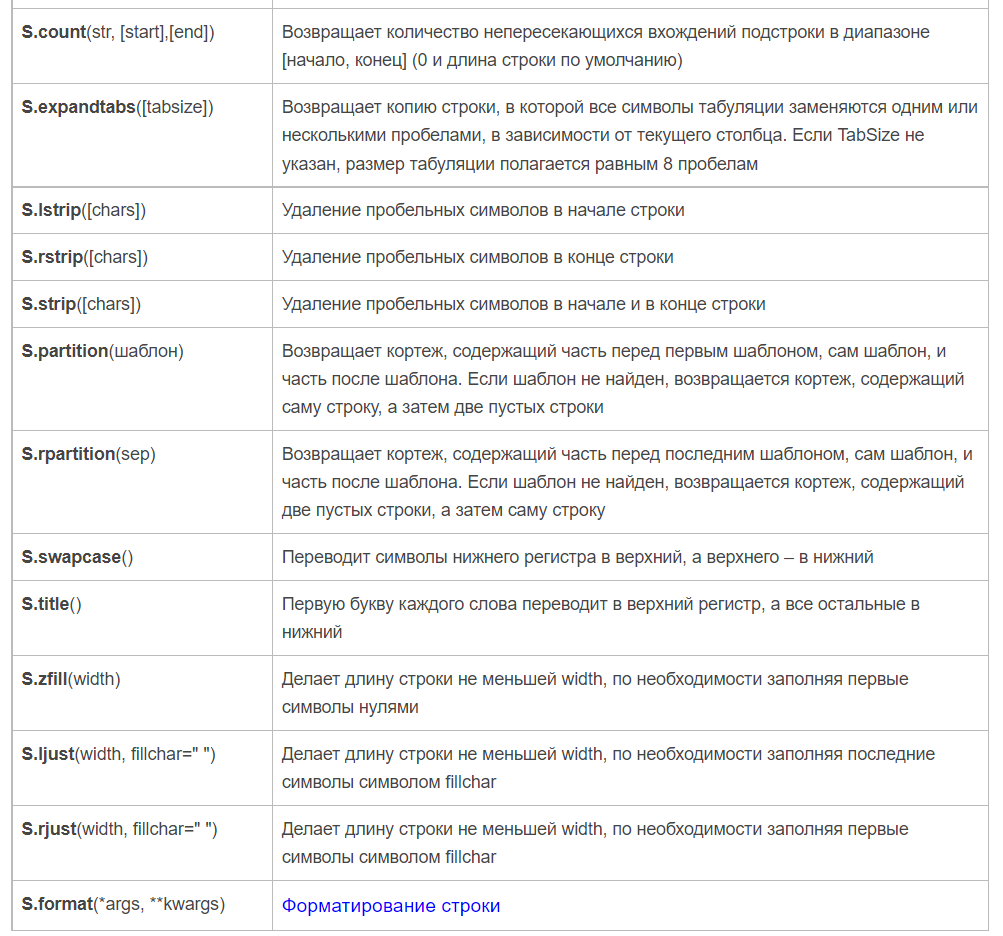 S.count(str, [start],[end])
Возвращает количество непересекающихся вхождений подстроки в диапазоне
[начало, конец] (0 и длина строки по умолчанию)
S.expandtabs([tabsize])
Возвращает копию строки, в которой все символы табуляции заменяются одним или
несколькими пробелами, в зависимости от текущего столбца. Если TabSize не
указан, размер табуляции полагается равным 8 пробелам
S.lstrip([chars])
Удаление пробельных символов в начале строки
S.rstrip([chars])
Удаление пробельных символов в конце строки
S.strip([chars])
Удаление пробельных символов в начале и в конце строки
S.partition(шаблон)
Возвращает кортеж, содержащий часть перед первым шаблоном, сам шаблон, и
часть после шаблона. Если шаблон не найден, возвращается кортеж, содержащий
саму строку, а затем две пустых строки
S.rpartition(sep)
Возвращает кортеж, содержащий часть перед последним шаблоном, сам шаблон, и
часть после шаблона. Если шаблон не найден, возвращается кортеж, содержащий
две пустых строки, а затем саму строку
S.swapcase()
Переводит символы нижнего регистра в верхний, а верхнего – в нижний
S.title()
Первую букву каждого слова переводит в верхний регистр, а все остальные в
нижний
S.zfill(width)
Делает длину строки не меньшей width, по необходимости заполняя первые
символы нулями
S.ljust(width, fillchar=" ")
Делает длину строки не меньшей width, по необходимости заполняя последние
символы символом fillchar
S.rjust(width, fillchar=" ")
Делает длину строки не меньшей width, по необходимости заполняя первые
символы символом fillchar
S.format(*args, **kwargs)
Форматирование строки